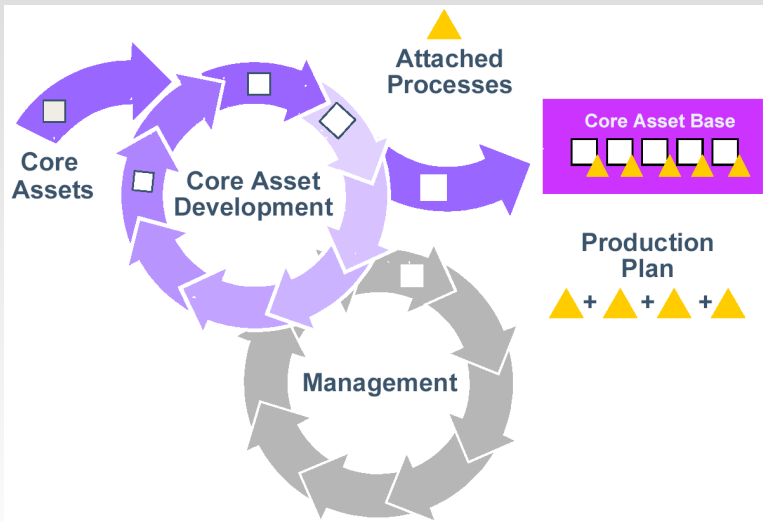 Attached
Processes
Core Asset Base
Core
Assets
Core Asset
Development
Production
Plan
+ + +
Management